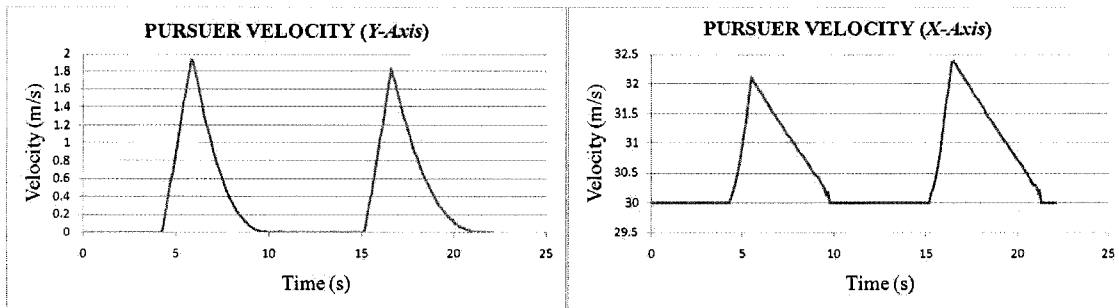 PURSUER VELOCITY (Y-Axis)
2
1.8
1.6
1.4
1.2
1
0.8
0.6
0.4
0.2
0
Velocity (m/s)
0 5 10 15 20 25
Time (s)
PURSUER VELOCITY (X-Axis)
32.5
32
31.5
31
30.5
30
29.5
Velocity (m/s)
0 5 10 15 20 25
Time (s)